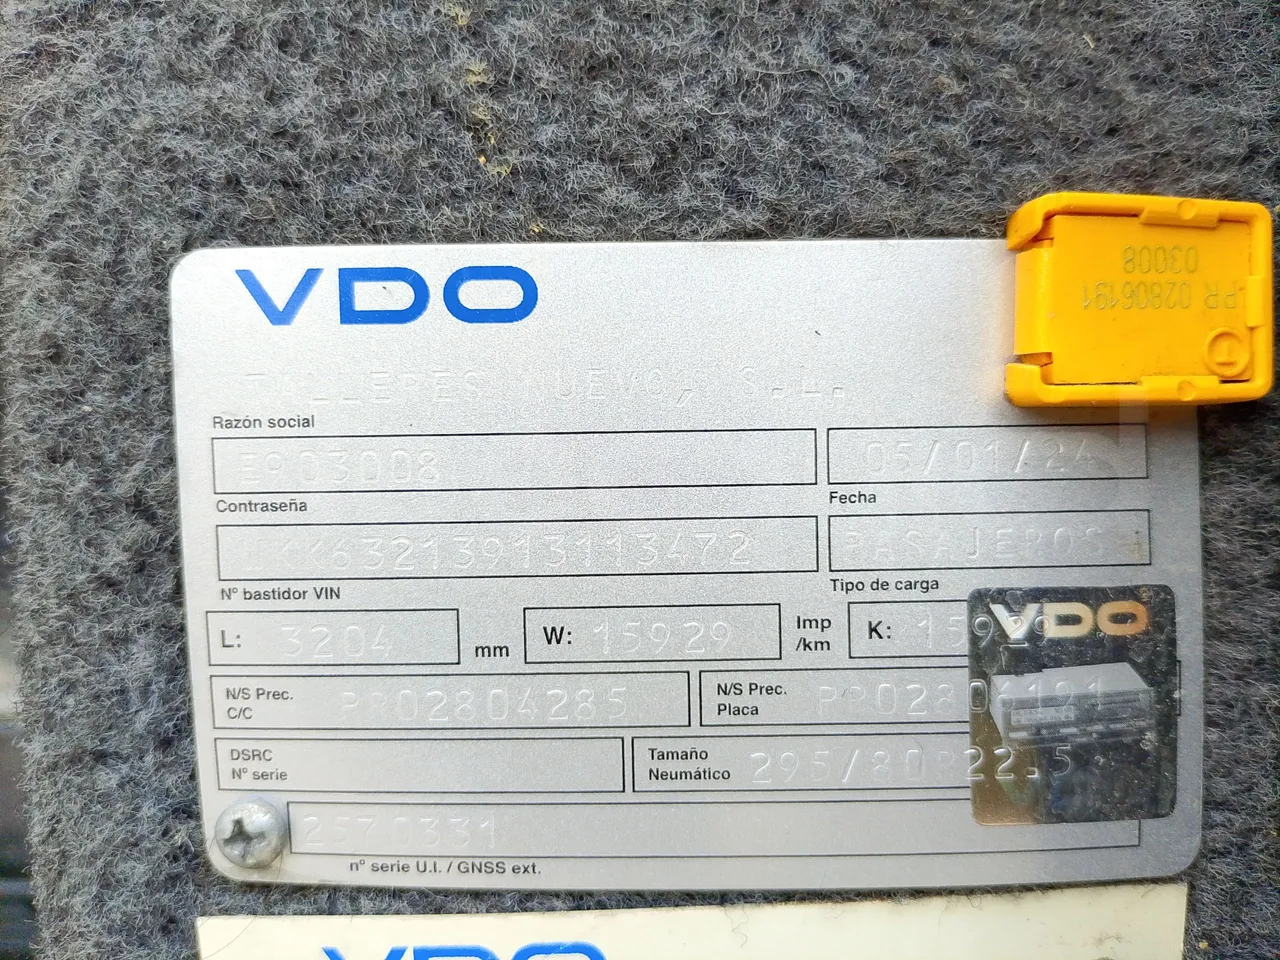 VDO
TALLERES S.L.
Razón social
E903008
05/01/24
Contraseña
Fecha
PASAJEROS
Nº bastidor VIN
Tipo de carga
L: 3204 mm
W: 15929 Imp /km
K: 15929
VDO
N/S Prec. C/C PR02804285
N/S Prec. Placa PR02806191
DSRC Nº serie
Tamaño Neumático 295/80R22.5
2570331
nº serie U.I. / GNSS ext.
PR 02806191
03008
VDO